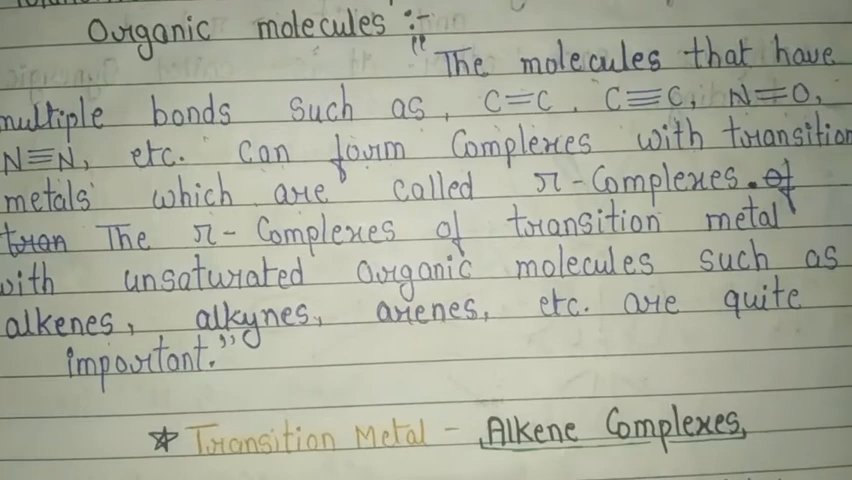 Organic molecules :-
"The molecules that have
multiple bonds such as, C=C, C≡C, N=O,
N≡N, etc. can form Complexes with transition
metals which are called π-Complexes. of
tran The π-Complexes of transition metal
with unsaturated organic molecules such as
alkenes, alkynes, arenes, etc. are quite
important."
☆ Transition Metal - Alkene Complexes,